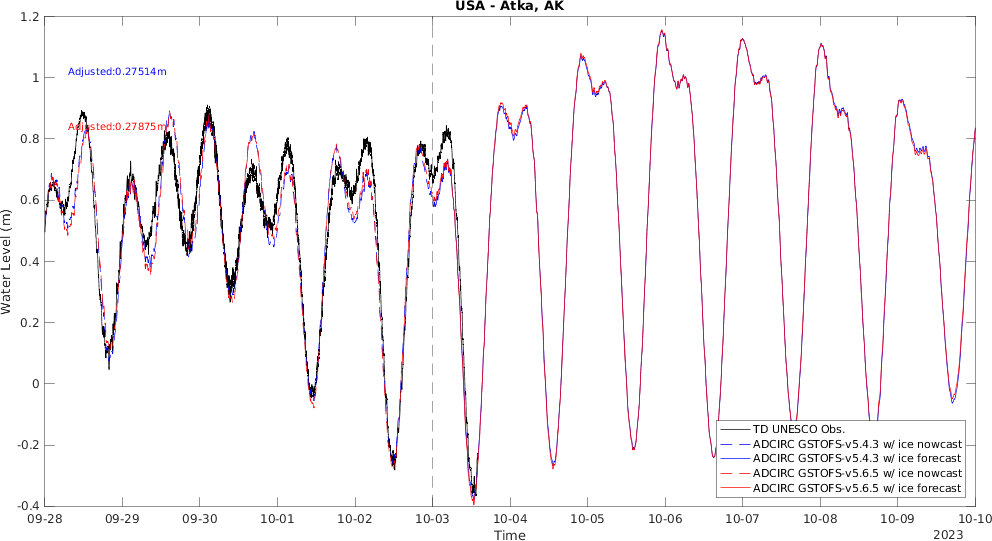 USA - Atka, AK
1.2
1
0.8
0.6
0.4
0.2
0
-0.2
-0.4
Water Level (m)
Adjusted:0.27514m
Adjusted:0.27875m
TD UNESCO Obs.
ADCIRC GSTOFS-v5.4.3 w/ ice nowcast
ADCIRC GSTOFS-v5.4.3 w/ ice forecast
ADCIRC GSTOFS-v5.6.5 w/ ice nowcast
ADCIRC GSTOFS-v5.6.5 w/ ice forecast
09-28 09-29 09-30 10-01 10-02 10-03 10-04 10-05 10-06 10-07 10-08 10-09 10-10
Time
2023